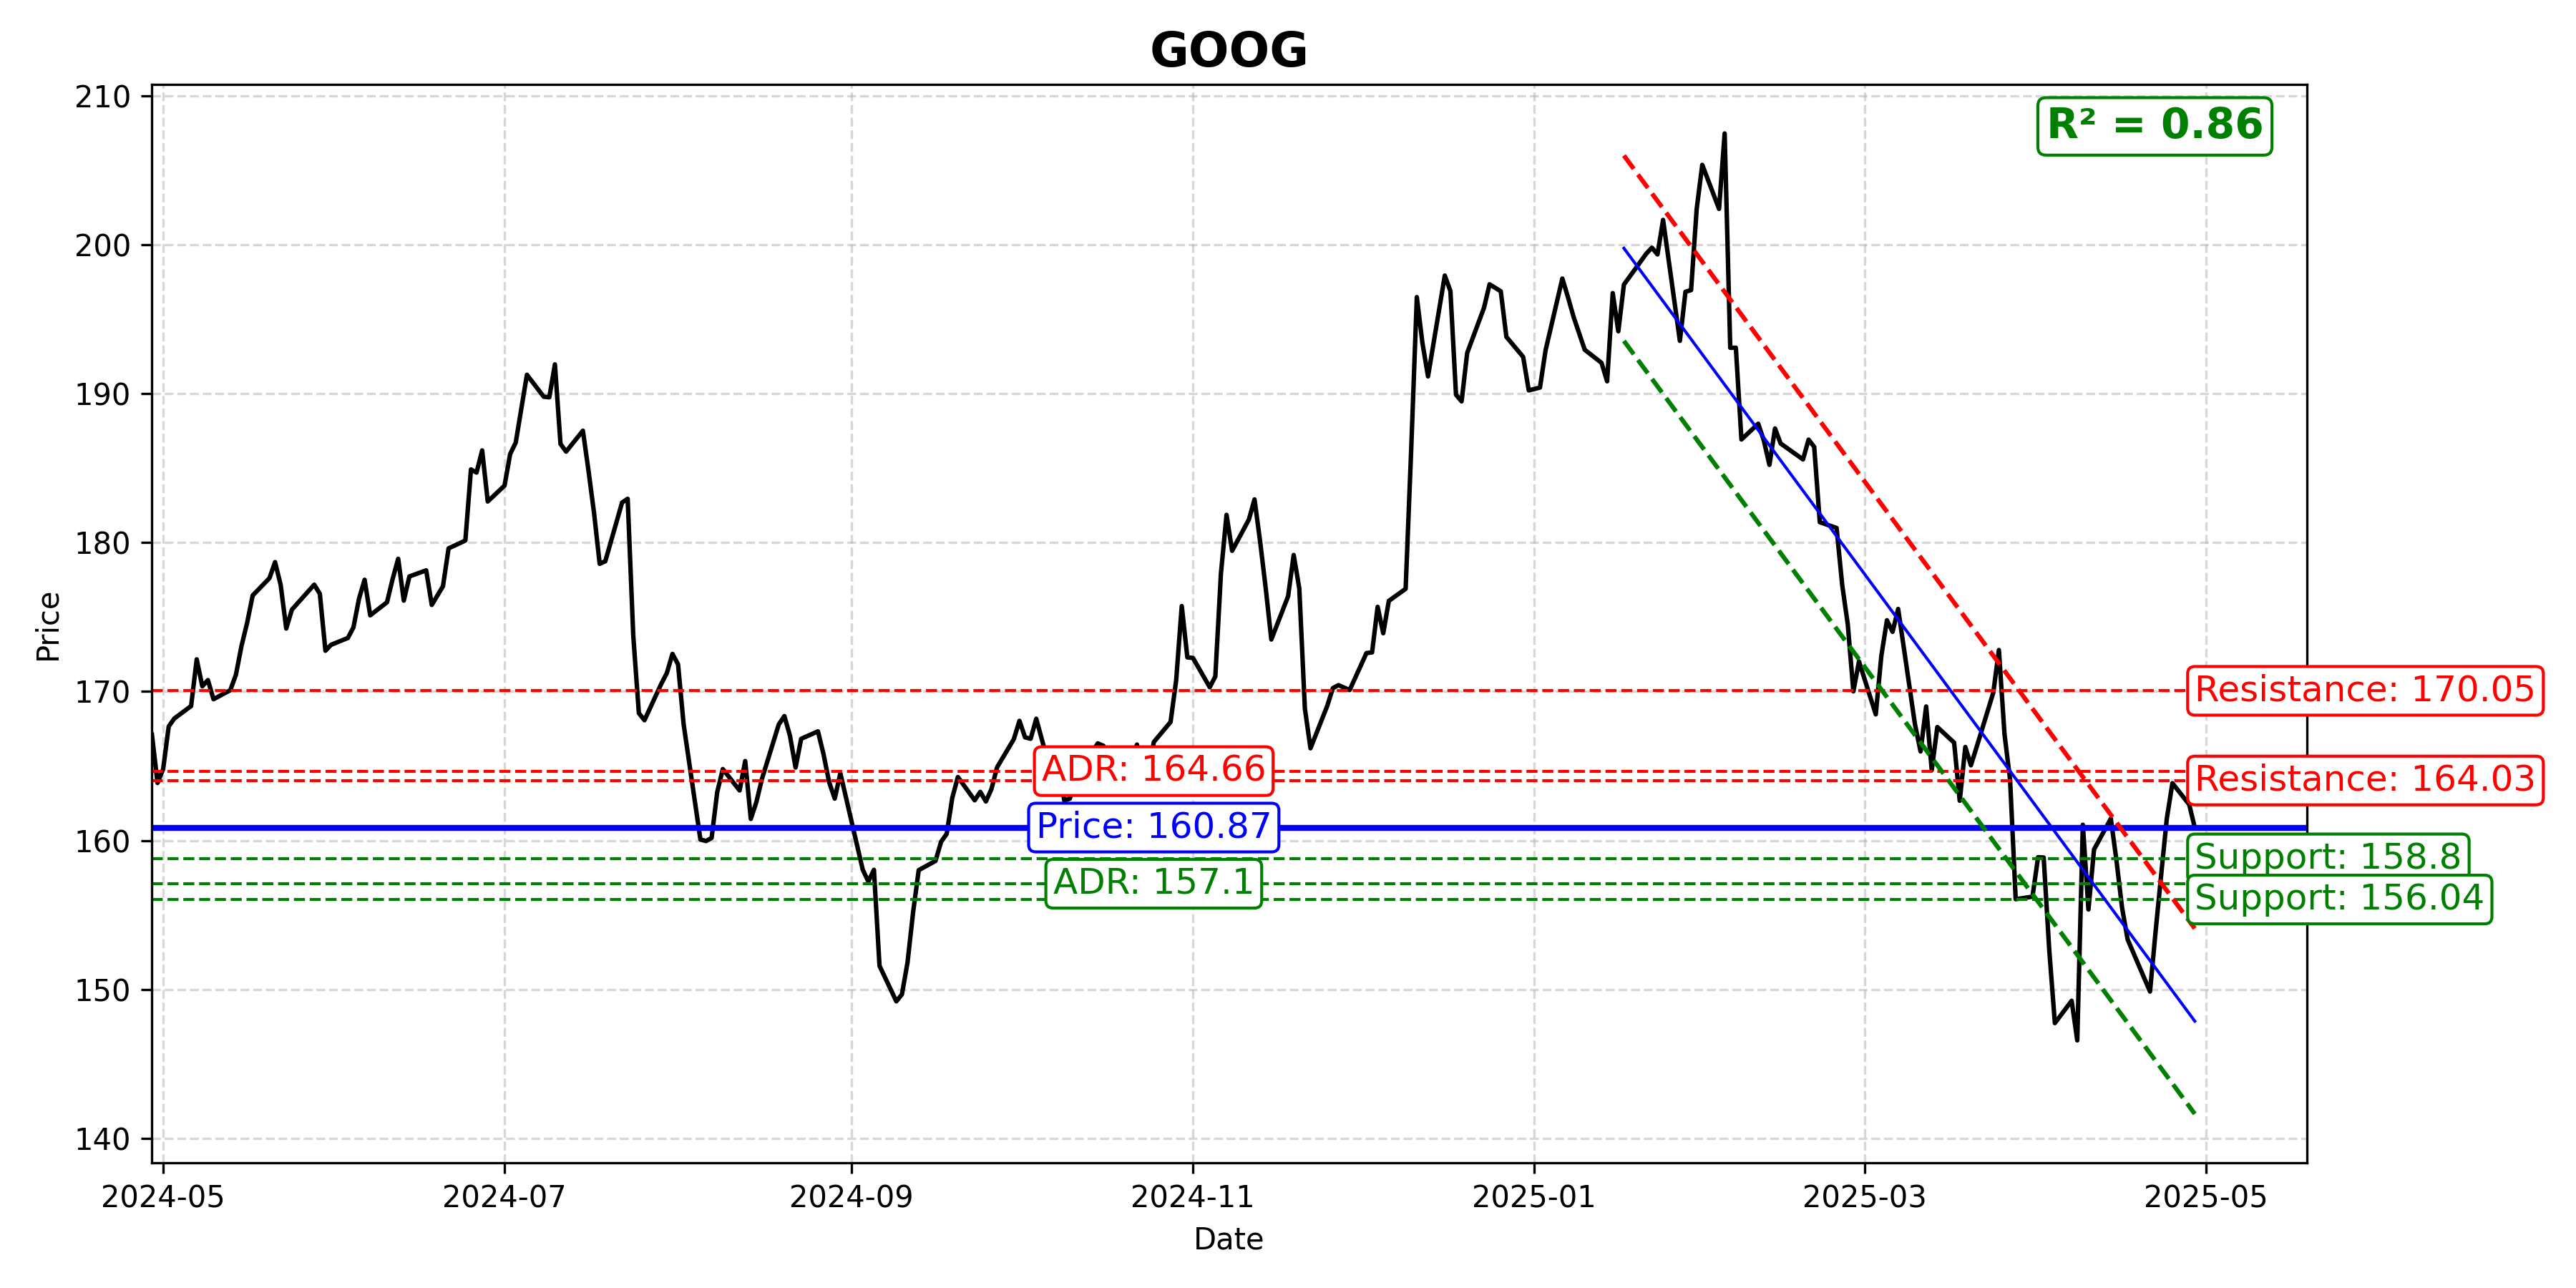 GOOG
R² = 0.86
210
200
190
180
170
160
150
140
Price
Resistance: 170.05
ADR: 164.66
Resistance: 164.03
Price: 160.87
Support: 158.8
ADR: 157.1
Support: 156.04
2024-05
2024-07
2024-09
2024-11
2025-01
2025-03
2025-05
Date